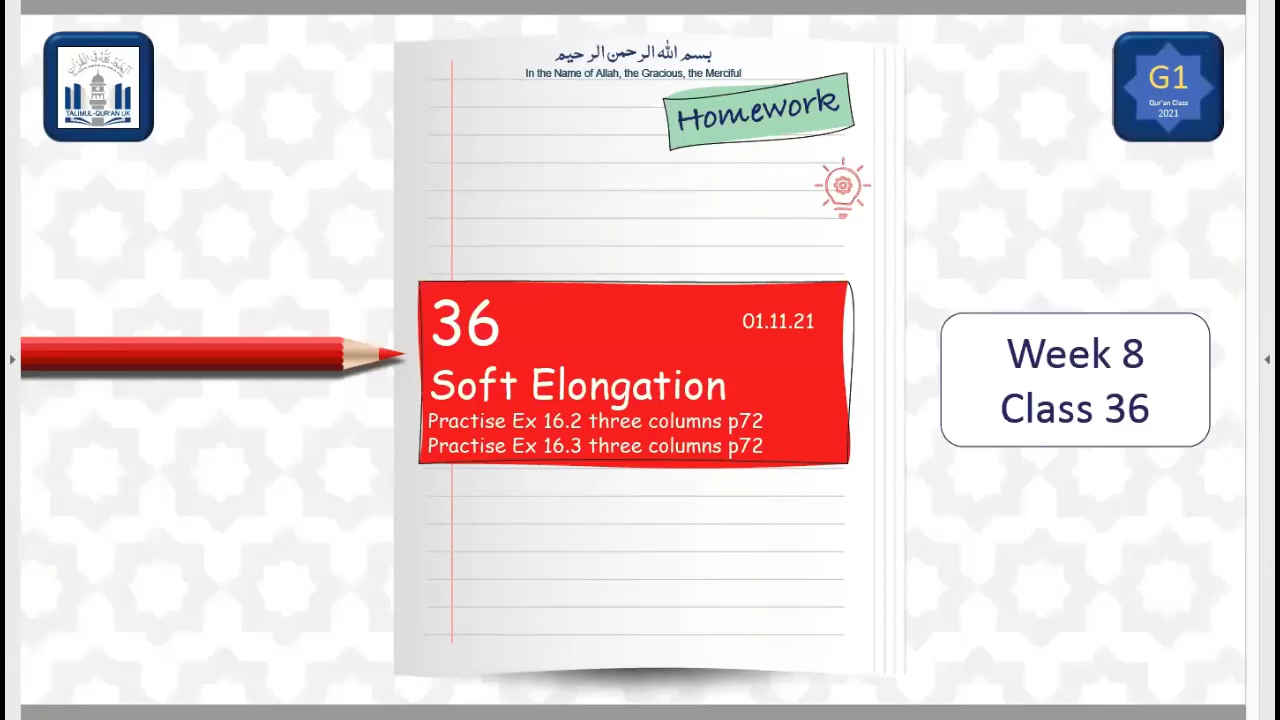 بسم الله الرحمن الرحيم
In the Name of Allah, the Gracious, the Merciful
Homework
TALIMUL-QUR'AN UK
G1
Qur'an Class
2021
36
01.11.21
Soft Elongation
Practise Ex 16.2 three columns p72
Practise Ex 16.3 three columns p72
Week 8
Class 36